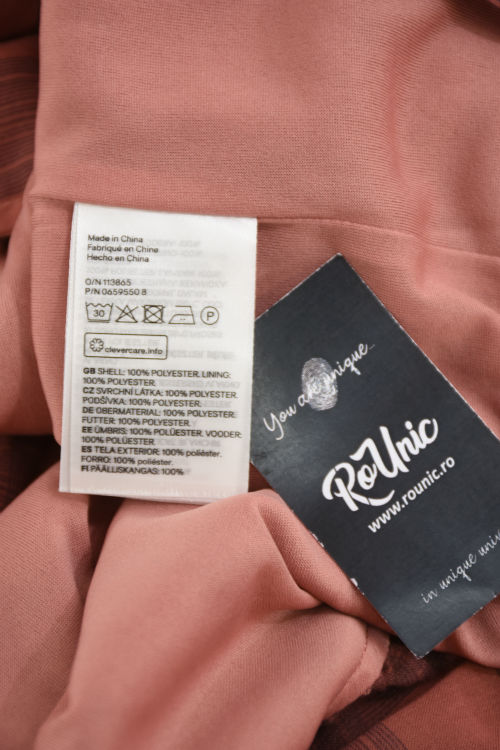 Made in China
Fabriqué en Chine
Hecho en China
O/N 113865
P/N 0659550 8
30
P
clevercare.info
GB SHELL: 100% POLYESTER. LINING:
100% POLYESTER.
CZ SVRCHNÍ LÁTKA: 100% POLYESTER.
PODŠÍVKA: 100% POLYESTER.
DE OBERMATERIAL: 100% POLYESTER.
FUTTER: 100% POLYESTER.
EE ÜMBRIS: 100% POLÜESTER. VOODER:
100% POLÜESTER.
ES TELA EXTERIOR: 100% poliéster.
FORRO: 100% poliéster.
FI PÄÄLLISKANGAS: 100%
You are unique...
RoUnic
www.rounic.ro
in unique